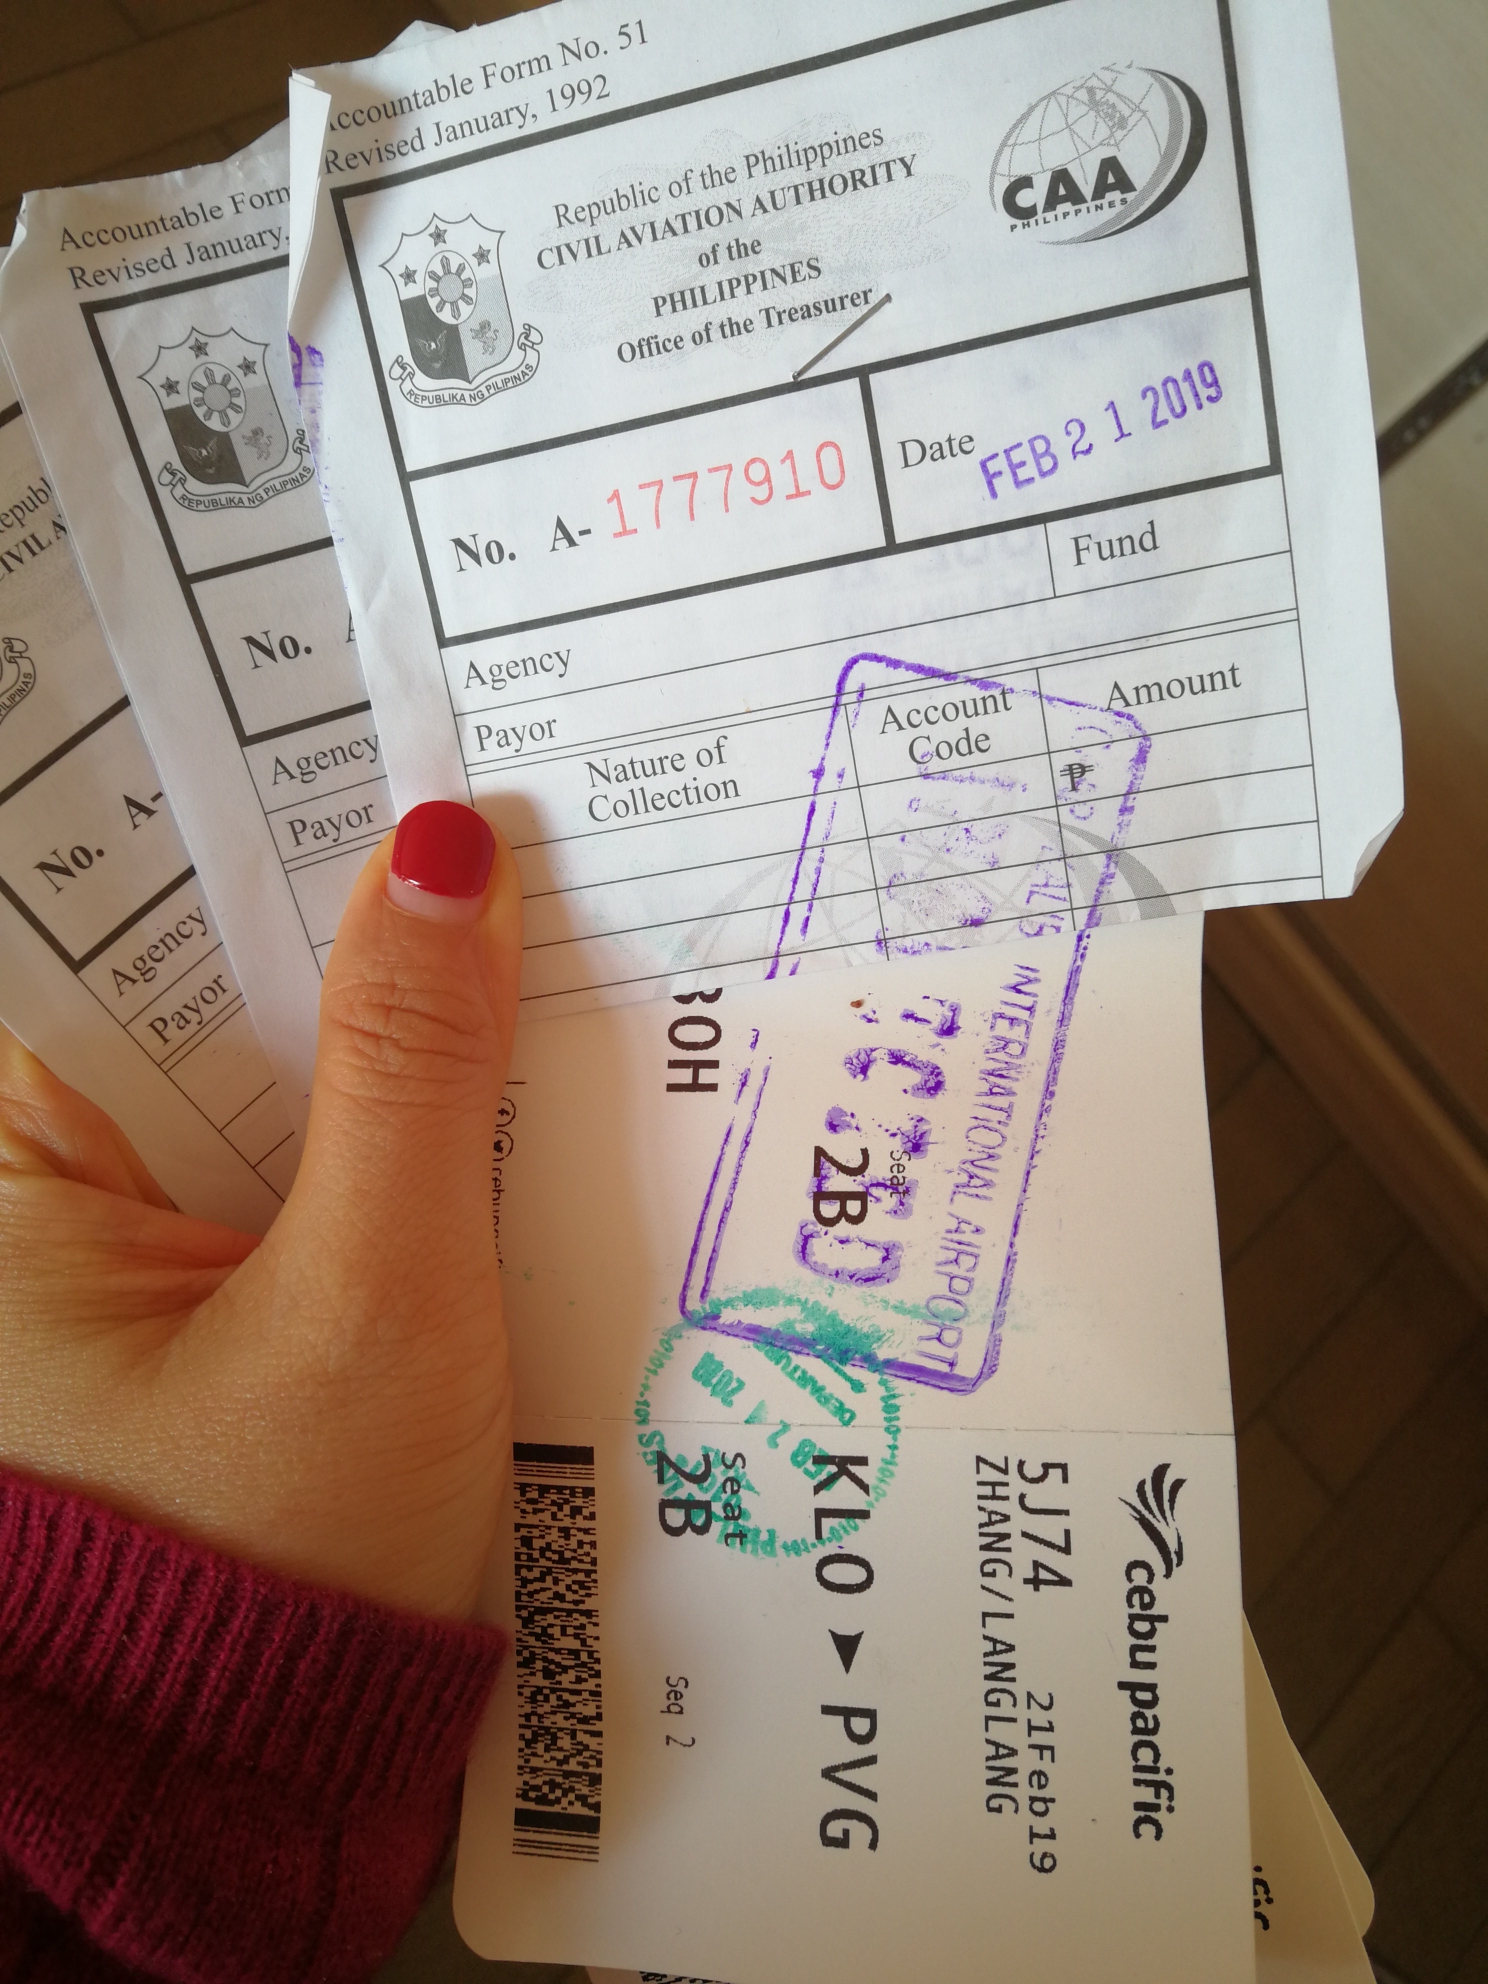 Accountable Form No. 51
Revised January, 1992
Republic of the Philippines
CIVIL AVIATION AUTHORITY
of the
PHILIPPINES
Office of the Treasurer
REPUBLIKA NG PILIPINAS
CAA
PHILIPPINES
No. A- 1777910
Date FEB 21 2019
Fund
Agency
Payor
Nature of
Collection
Account
Code
Amount
₱
Accountable Form
Revised January,
REPUBLIKA NG PILIPINAS
No.
Agency
Payor
No. A-
Agency
Payor
INTERNATIONAL AIRPORT
Seat
2B
DEPARTURE
cebu pacific
5J74 21Feb19
ZHANG/LANGLANG
KLO PVG
Seat
2B
Seq 2